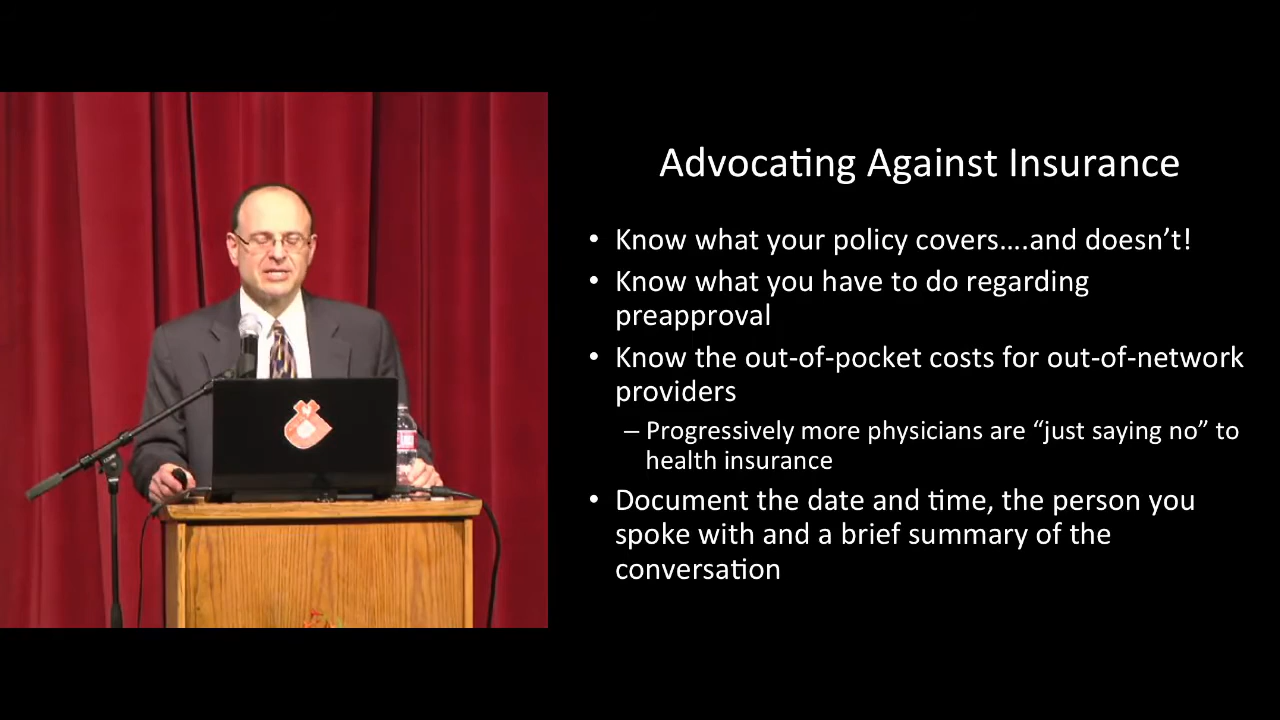 Advocating Against Insurance
• Know what your policy covers....and doesn’t!
• Know what you have to do regarding
preapproval
• Know the out-of-pocket costs for out-of-network
providers
– Progressively more physicians are “just saying no” to
health insurance
• Document the date and time, the person you
spoke with and a brief summary of the
conversation